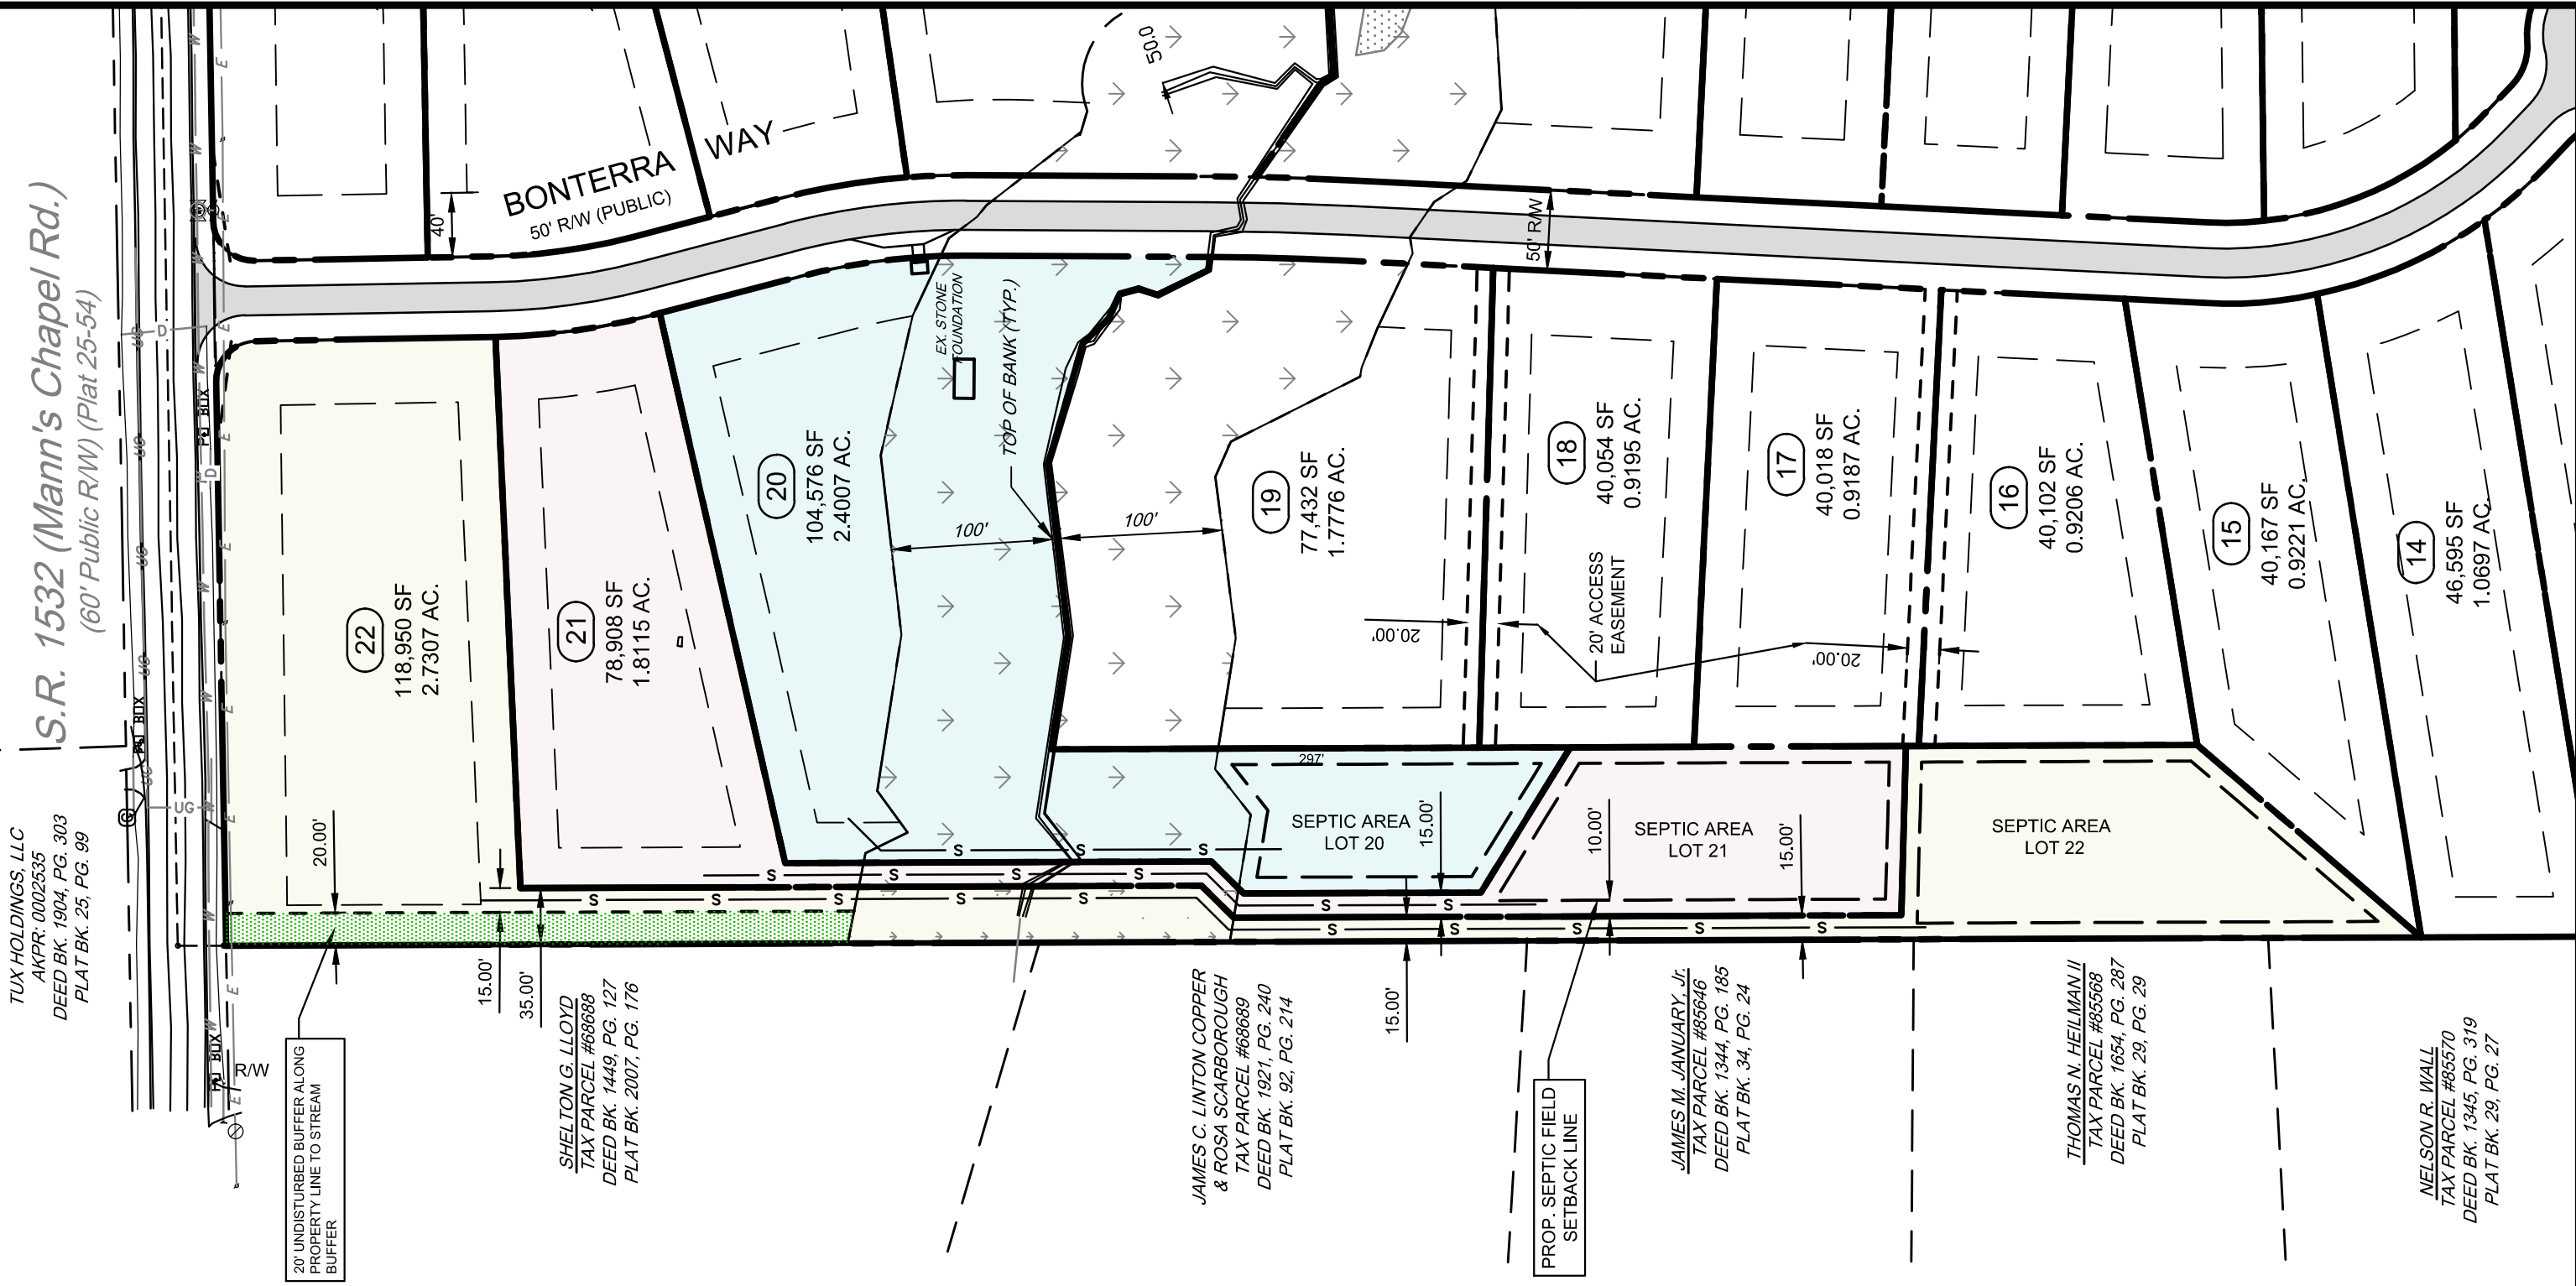 S.R. 1532 (Mann's Chapel Rd.)
(60' Public R/W) (Plat 25-54)
BONTERRA WAY
50' R/W (PUBLIC)
40'
50.0
50' R/W
EX. STONE
FOUNDATION
TOP OF BANK (TYP.)
100'
100'
22
118,950 SF
2.7307 AC.
21
78,908 SF
1.8115 AC.
20
104,576 SF
2.4007 AC.
19
77,432 SF
1.7776 AC.
18
40,054 SF
0.9195 AC.
17
40,018 SF
0.9187 AC.
16
40,102 SF
0.9206 AC.
15
40,167 SF
0.9221 AC.
14
46,595 SF
1.0697 AC.
20.00'
20' ACCESS
EASEMENT
20.00'
297'
SEPTIC AREA
LOT 20
15.00'
10.00'
SEPTIC AREA
LOT 21
15.00'
SEPTIC AREA
LOT 22
20.00'
15.00'
35.00'
15.00'
S S S
S S S S
S S S S
S S
S S S S S
W W W W W W W W
E E E E E E E
UG UG UG UG UG
D
D
UG
G
R/W
TUX HOLDINGS, LLC
AKPR: 0002535
DEED BK. 1904, PG. 303
PLAT BK. 25, PG. 99
20' UNDISTURBED BUFFER ALONG
PROPERTY LINE TO STREAM
BUFFER
SHELTON G. LLOYD
TAX PARCEL #68688
DEED BK. 1449, PG. 127
PLAT BK. 2007, PG. 176
JAMES C. LINTON COPPER
& ROSA SCARBOROUGH
TAX PARCEL #68689
DEED BK. 1921, PG. 240
PLAT BK. 92, PG. 214
PROP. SEPTIC FIELD
SETBACK LINE
JAMES M. JANUARY, Jr.
TAX PARCEL #85646
DEED BK. 1344, PG. 185
PLAT BK. 34, PG. 24
THOMAS N. HEILMAN II
TAX PARCEL #85568
DEED BK. 1654, PG. 287
PLAT BK. 29, PG. 29
NELSON R. WALL
TAX PARCEL #85570
DEED BK. 1345, PG. 319
PLAT BK. 29, PG. 27